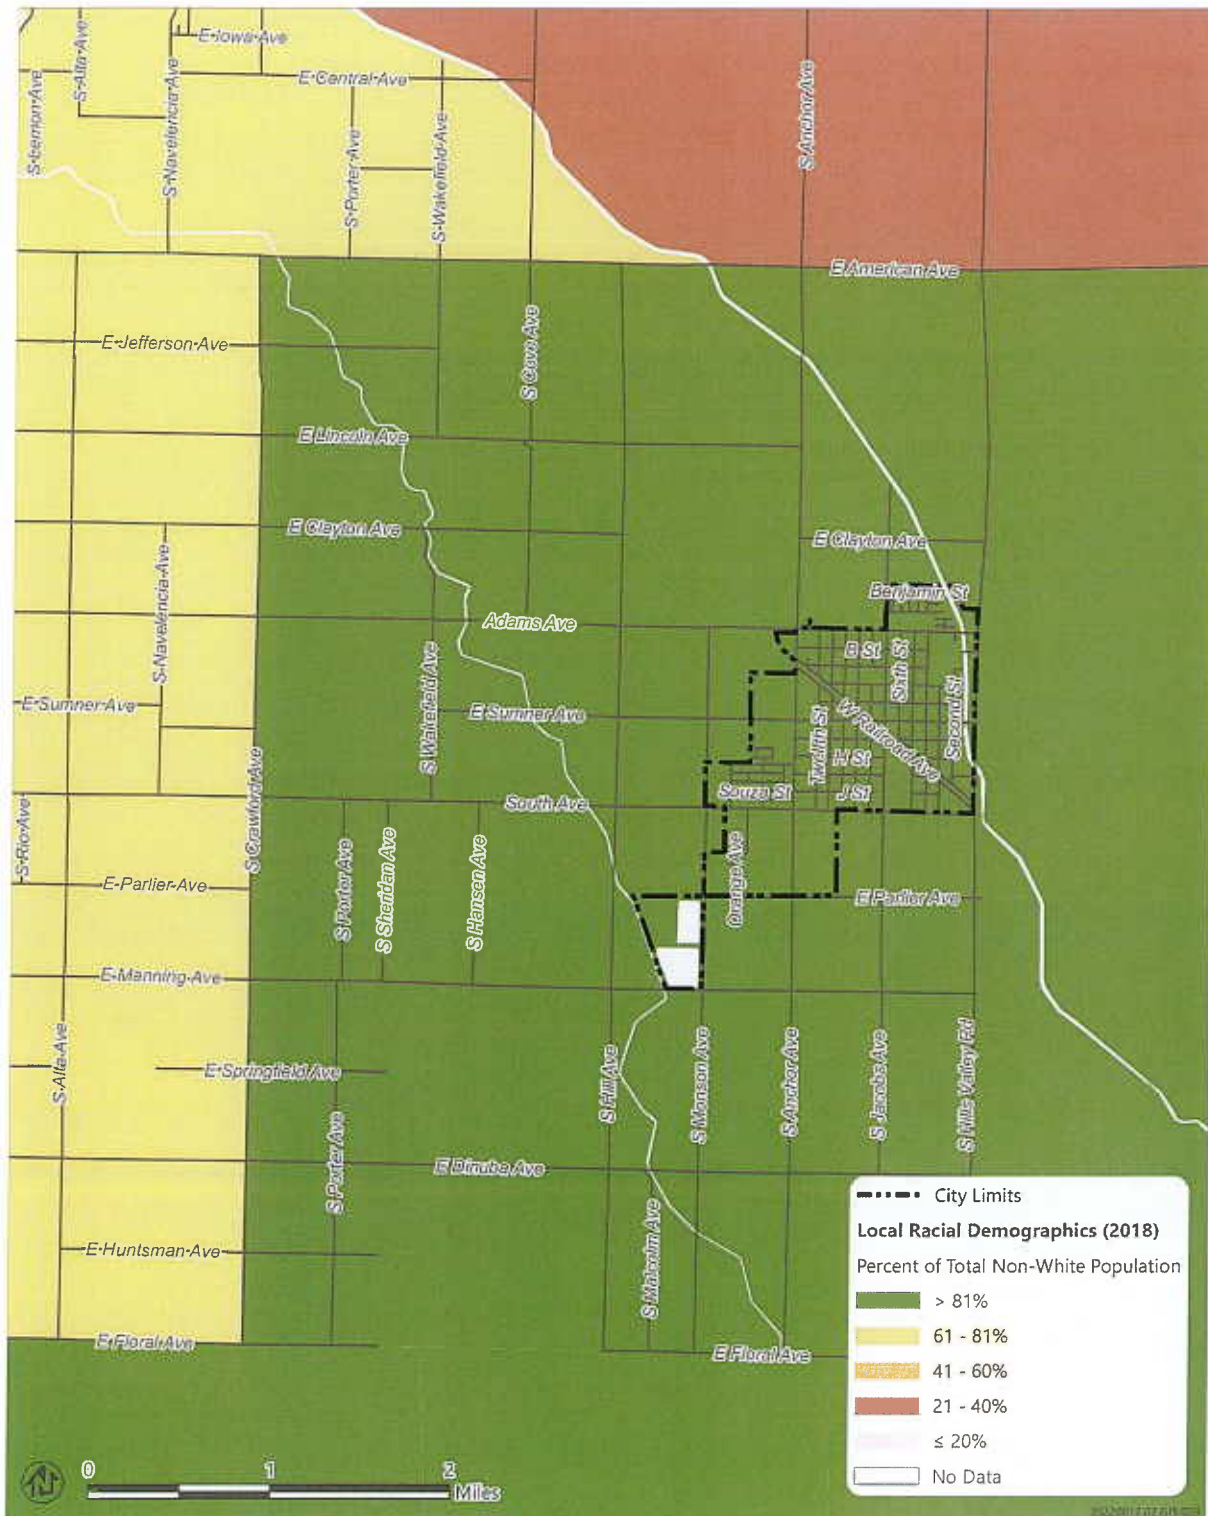 E Iowa Ave
E Central Ave
S Lemon Ave
S Alta Ave
S Navelencia Ave
S Porter Ave
S Wakefield Ave
S Anchor Ave
E American Ave
E Jefferson Ave
S Cove Ave
E Lincoln Ave
E Clayton Ave
E Clayton Ave
S Navelencia Ave
Benjamin St
Adams Ave
B St
Sixth St
S Wakefield Ave
E Sumner Ave
E Sumner Ave
Second St
W Railroad Ave
Twelfth St
H St
S Crawford Ave
Souza St
J St
South Ave
S Rio Ave
S Porter Ave
S Sheridan Ave
S Hansen Ave
Orange Ave
E Parlier Ave
E Parlier Ave
E Manning Ave
S Alta Ave
E Springfield Ave
S Hill Ave
S Monson Ave
S Anchor Ave
S Jacobs Ave
S Hills Valley Rd
S Porter Ave
E Dinuba Ave
E Huntsman Ave
S Malcolm Ave
E Floral Ave
E Floral Ave
City Limits
Local Racial Demographics (2018)
Percent of Total Non-White Population
> 81%
61 - 81%
41 - 60%
21 - 40%
≤ 20%
No Data
0 1 2
Miles